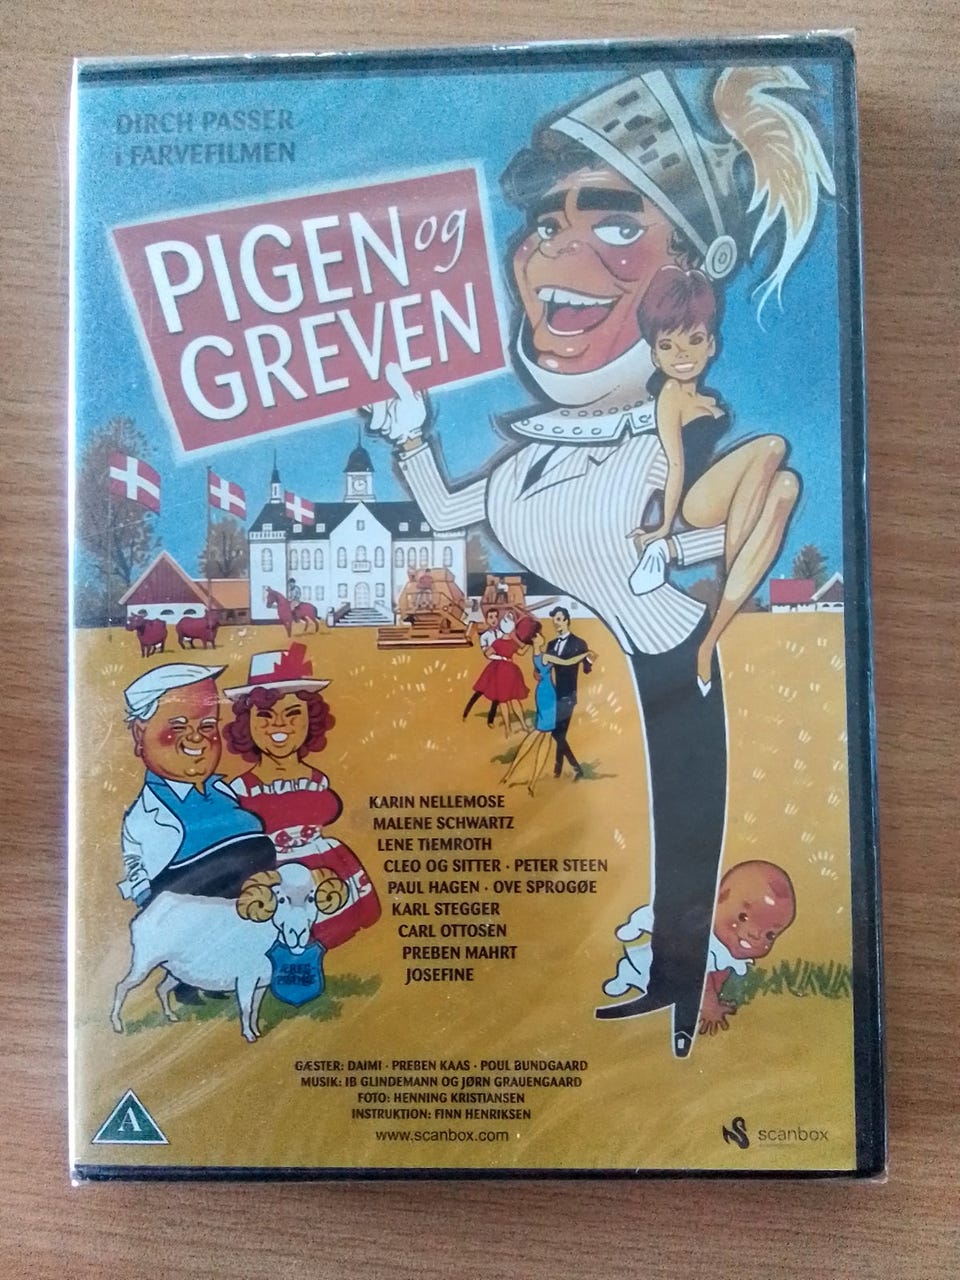 DIRCH PASSER
i FARVEFILMEN
PIGEN og
GREVEN
KARIN NELLEMOSE
MALENE SCHWARTZ
LENE TIEMROTH
CLEO OG SITTER · PETER STEEN
PAUL HAGEN · OVE SPROGØE
KARL STEGGER
CARL OTTOSEN
PREBEN MAHRT
JOSEFINE
GÆSTER: DAIMI · PREBEN KAAS · POUL BUNDGAARD
MUSIK: IB GLINDEMANN OG JØRN GRAUENGAARD
FOTO: HENNING KRISTIANSEN
INSTRUKTION: FINN HENRIKSEN
www.scanbox.com
A
scanbox